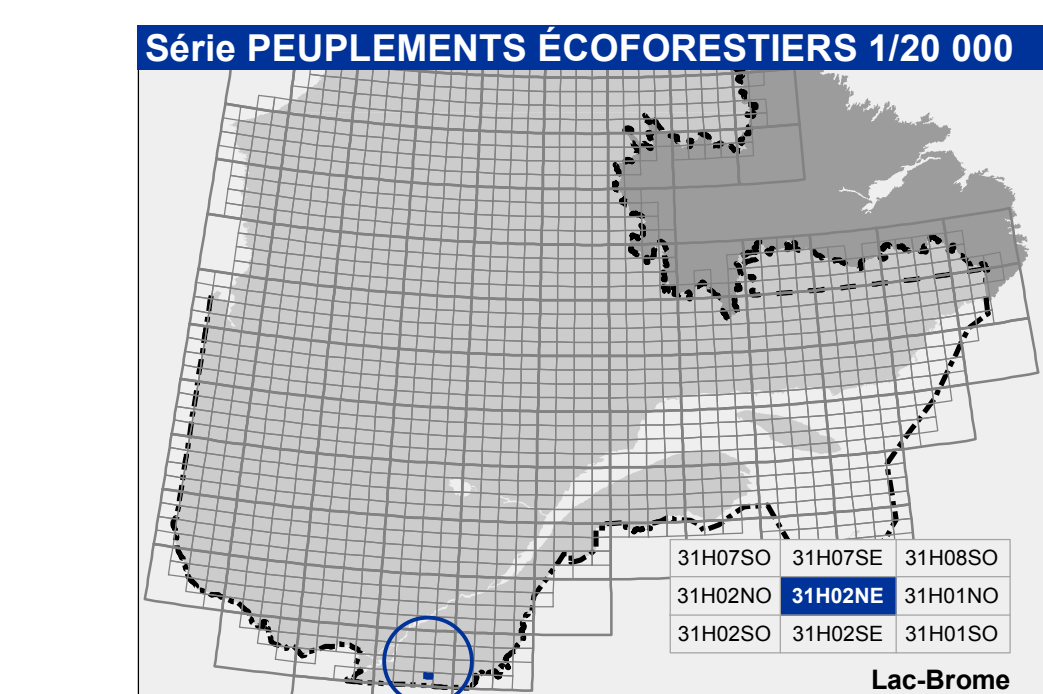 Série PEUPLEMENTS ÉCOFORESTIERS 1/20 000
31H07SO 31H07SE 31H08SO
31H02NO 31H02NE 31H01NO
31H02SO 31H02SE 31H01SO
Lac-Brome